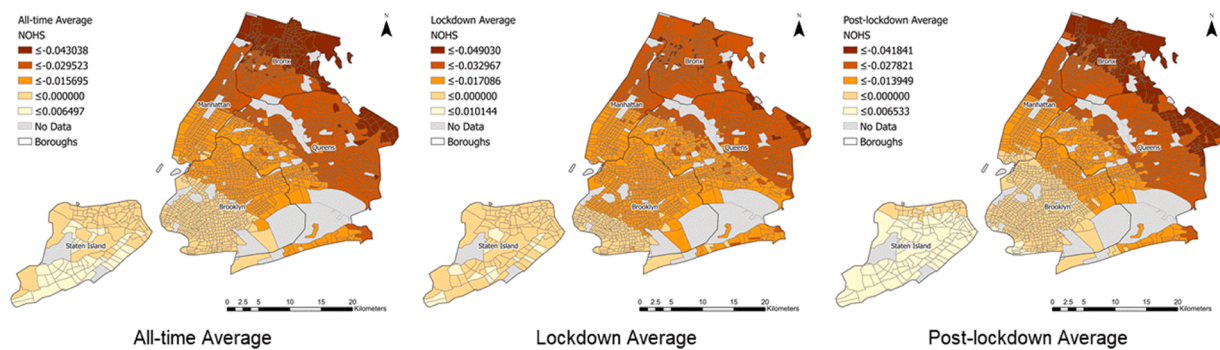 All-time Average
NOHS
≤-0.043038
≤-0.029523
≤-0.015695
≤0.000000
≤0.006497
No Data
Boroughs
N
Bronx
Manhattan
Queens
Brooklyn
Staten Island
0 2.5 5 10 15 20
Kilometers
All-time Average
Lockdown Average
NOHS
≤-0.049030
≤-0.032967
≤-0.017086
≤0.000000
≤0.010144
No Data
Boroughs
N
Bronx
Manhattan
Queens
Brooklyn
Staten Island
0 2.5 5 10 15 20
Kilometers
Lockdown Average
Post-lockdown Average
NOHS
≤-0.041841
≤-0.027821
≤-0.013949
≤0.000000
≤0.006533
No Data
Boroughs
N
Bronx
Manhattan
Queens
Brooklyn
Staten Island
0 2.5 5 10 15 20
Kilometers
Post-lockdown Average